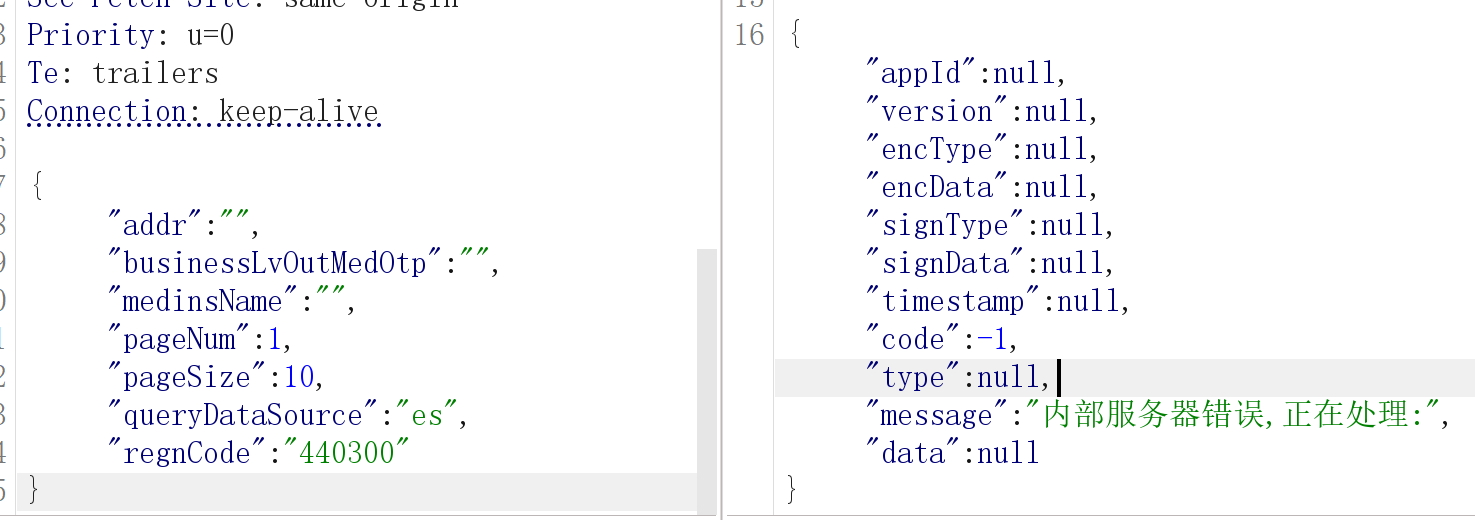 Sec-Fetch-Site: same-origin
3 Priority: u=0
4 Te: trailers
5 Connection: keep-alive
6
7 {
8 "addr":"",
9 "businessLvOutMedOtp":"",
0 "medinsName":"",
1 "pageNum":1,
2 "pageSize":10,
3 "queryDataSource":"es",
4 "regnCode":"440300"
5 }
15
16 {
"appId":null,
"version":null,
"encType":null,
"encData":null,
"signType":null,
"signData":null,
"timestamp":null,
"code":-1,
"type":null,
"message":"内部服务器错误,正在处理:",
"data":null
}